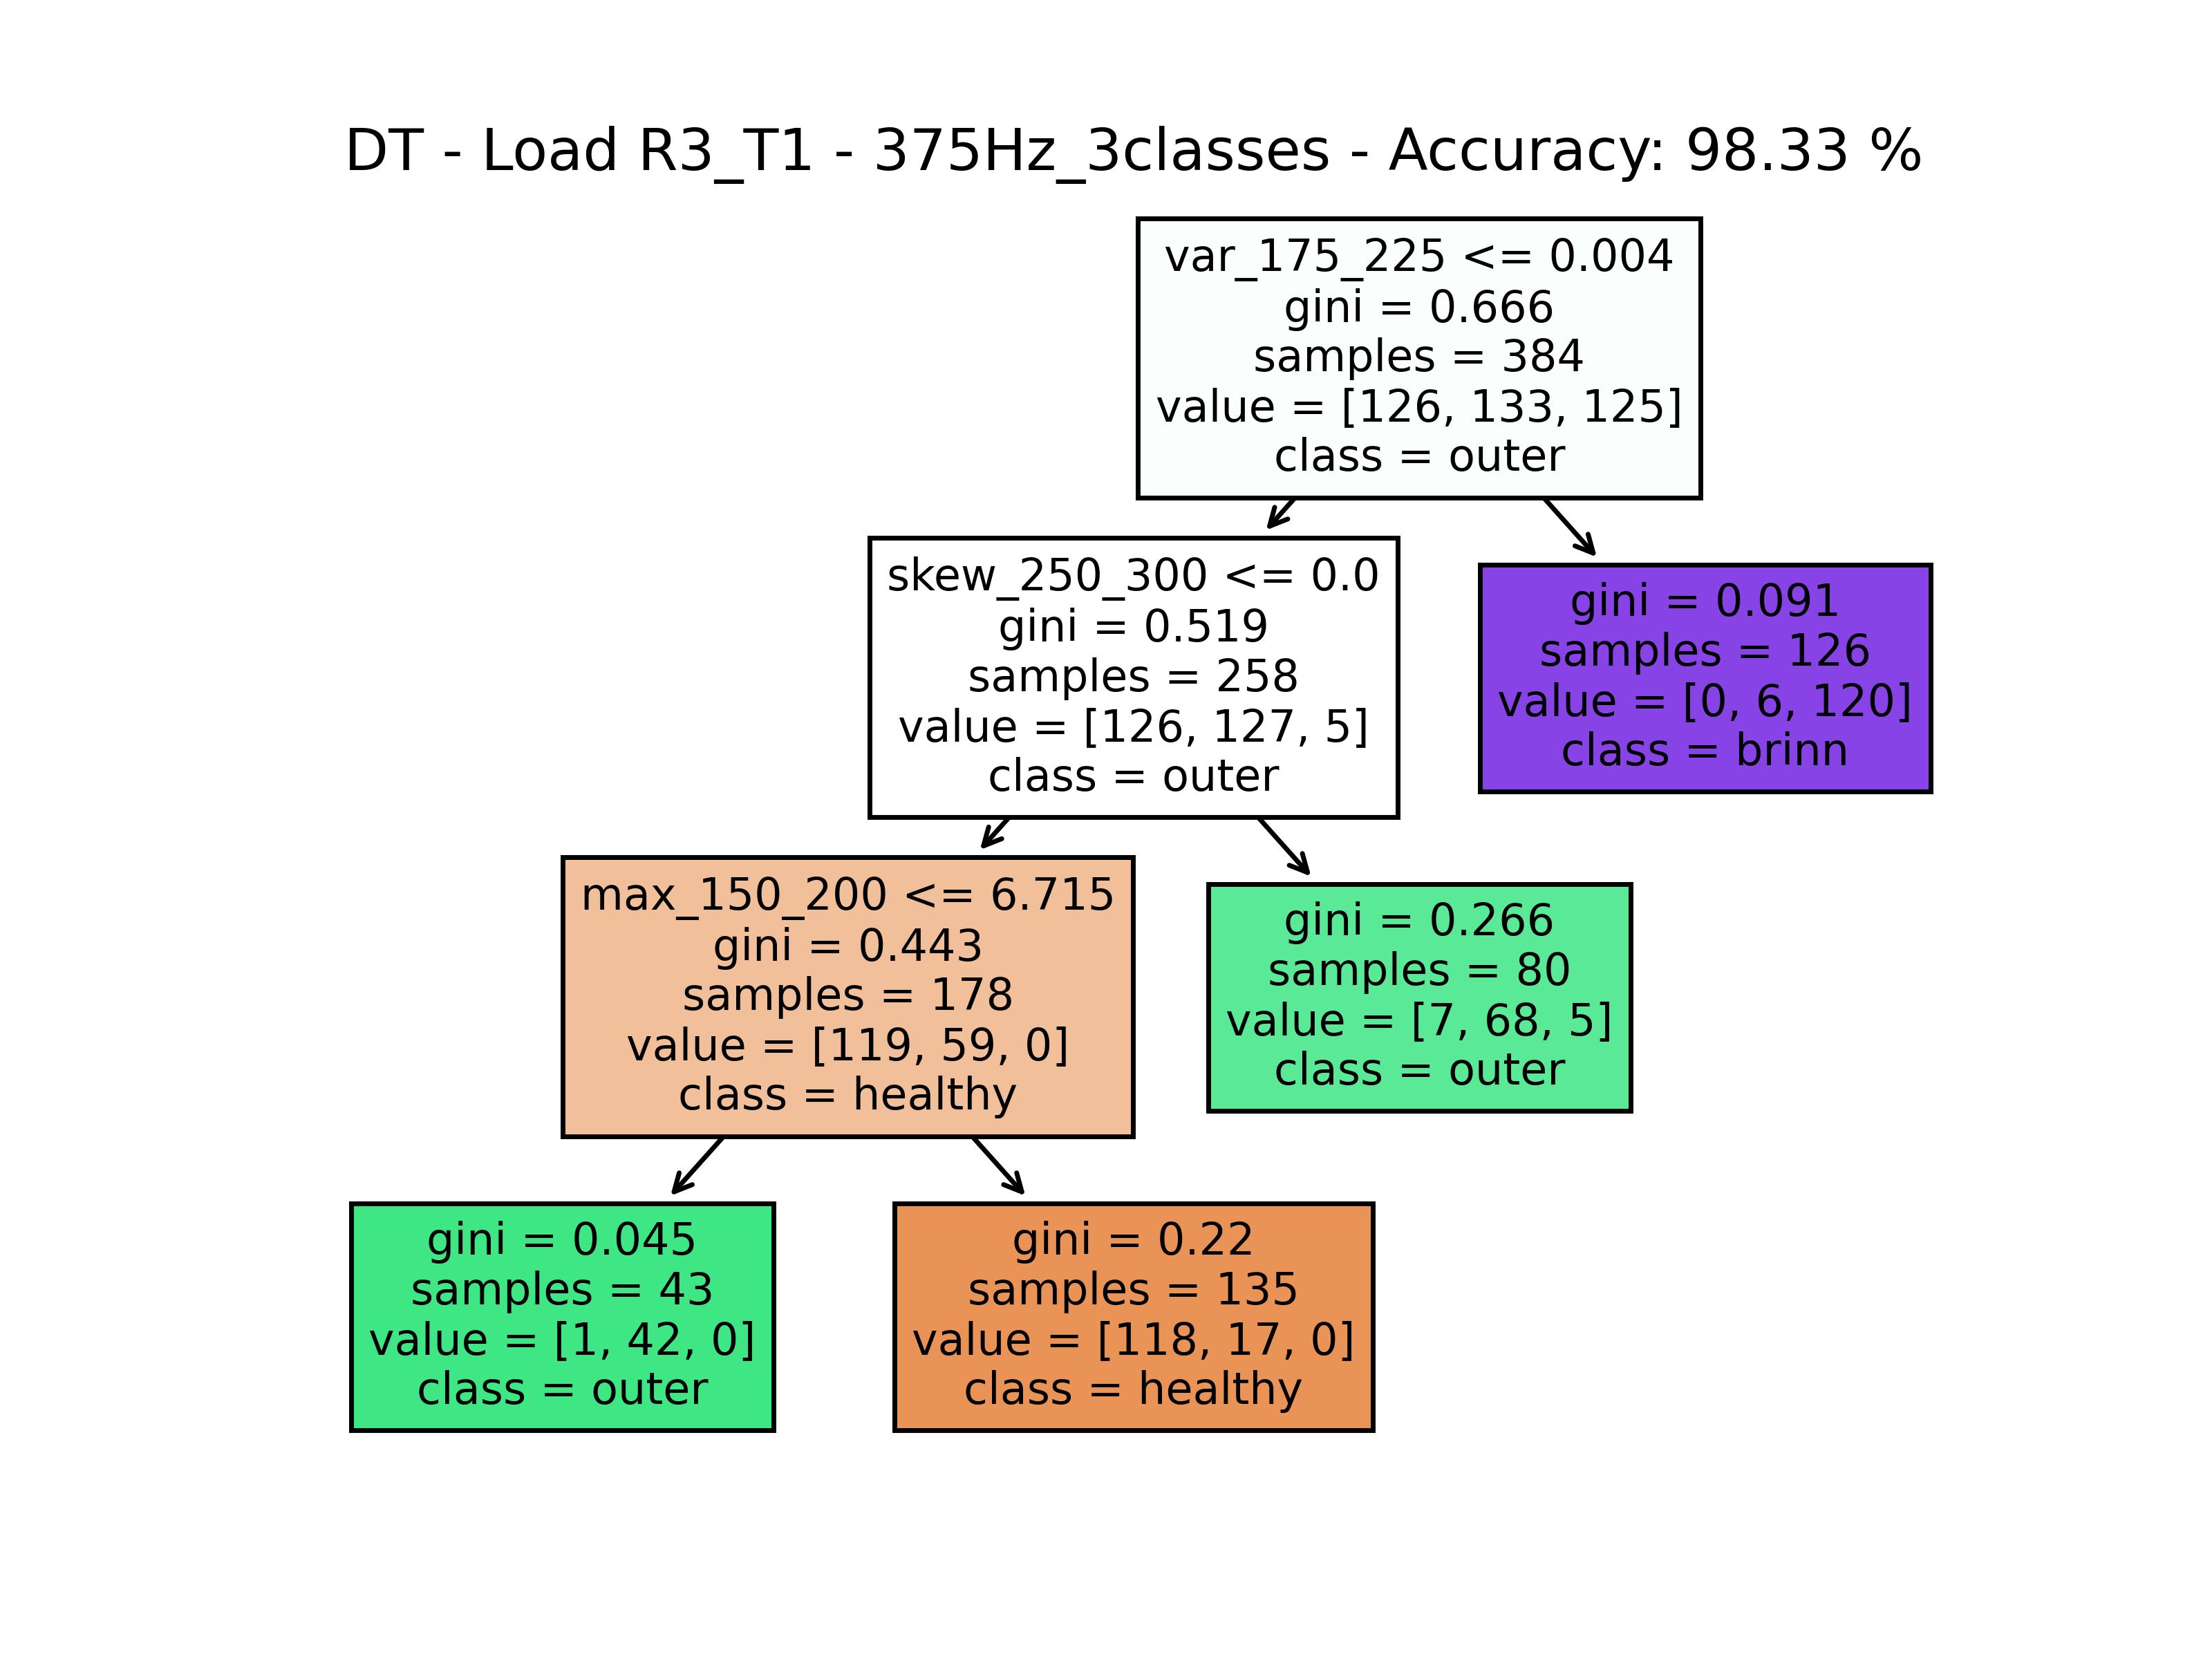 DT - Load R3_T1 - 375Hz_3classes - Accuracy: 98.33 %
var_175_225 <= 0.004
gini = 0.666
samples = 384
value = [126, 133, 125]
class = outer
skew_250_300 <= 0.0
gini = 0.519
samples = 258
value = [126, 127, 5]
class = outer
gini = 0.091
samples = 126
value = [0, 6, 120]
class = brinn
max_150_200 <= 6.715
gini = 0.443
samples = 178
value = [119, 59, 0]
class = healthy
gini = 0.266
samples = 80
value = [7, 68, 5]
class = outer
gini = 0.045
samples = 43
value = [1, 42, 0]
class = outer
gini = 0.22
samples = 135
value = [118, 17, 0]
class = healthy